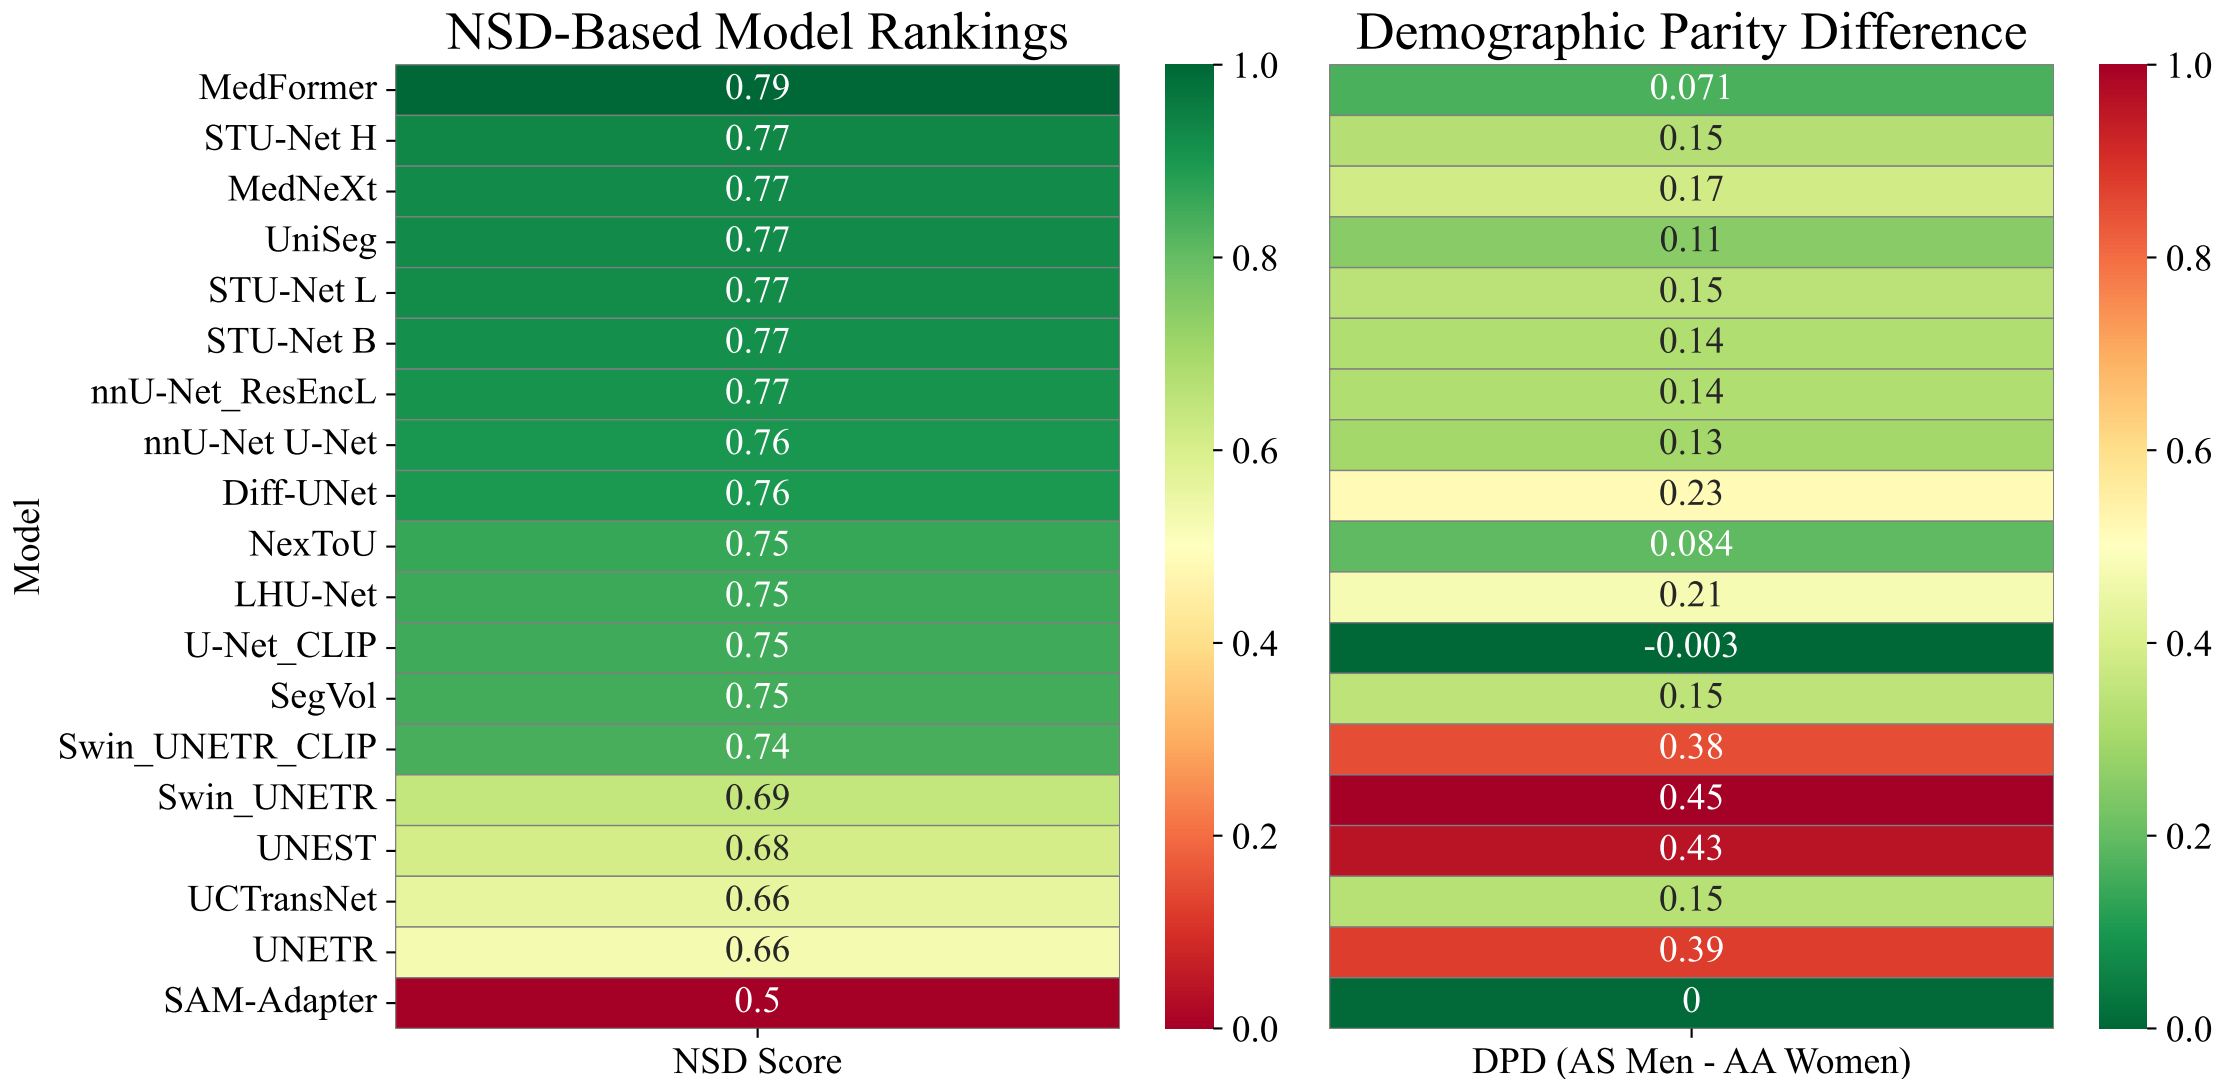 NSD-Based Model Rankings
Demographic Parity Difference
Model
MedFormer 0.79 0.071
STU-Net H 0.77 0.15
MedNeXt 0.77 0.17
UniSeg 0.77 0.11
STU-Net L 0.77 0.15
STU-Net B 0.77 0.14
nnU-Net_ResEncL 0.77 0.14
nnU-Net U-Net 0.76 0.13
Diff-UNet 0.76 0.23
NexToU 0.75 0.084
LHU-Net 0.75 0.21
U-Net_CLIP 0.75 -0.003
SegVol 0.75 0.15
Swin_UNETR_CLIP 0.74 0.38
Swin_UNETR 0.69 0.45
UNEST 0.68 0.43
UCTransNet 0.66 0.15
UNETR 0.66 0.39
SAM-Adapter 0.5 0
NSD Score
DPD (AS Men - AA Women)
1.0
0.8
0.6
0.4
0.2
0.0
1.0
0.8
0.6
0.4
0.2
0.0